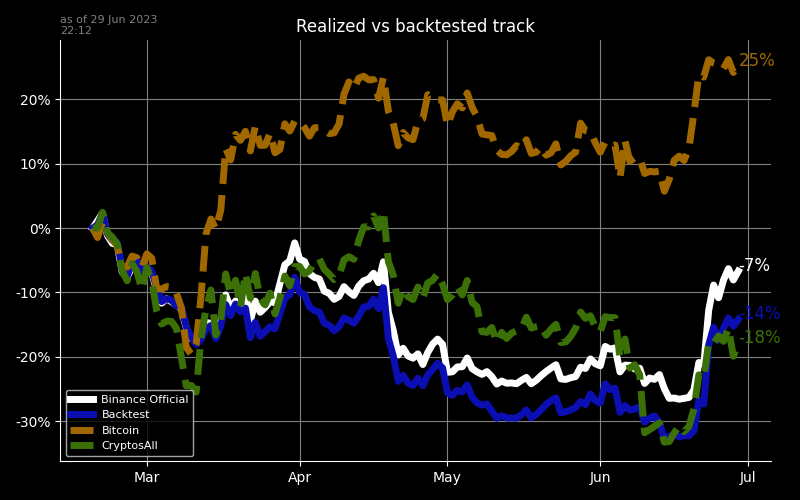 as of 29 Jun 2023
22:12
Realized vs backtested track
25%
20%
10%
0%
-7%
-10%
-14%
-18%
-20%
-30%
Binance Official
Backtest
Bitcoin
CryptosAll
Mar
Apr
May
Jun
Jul